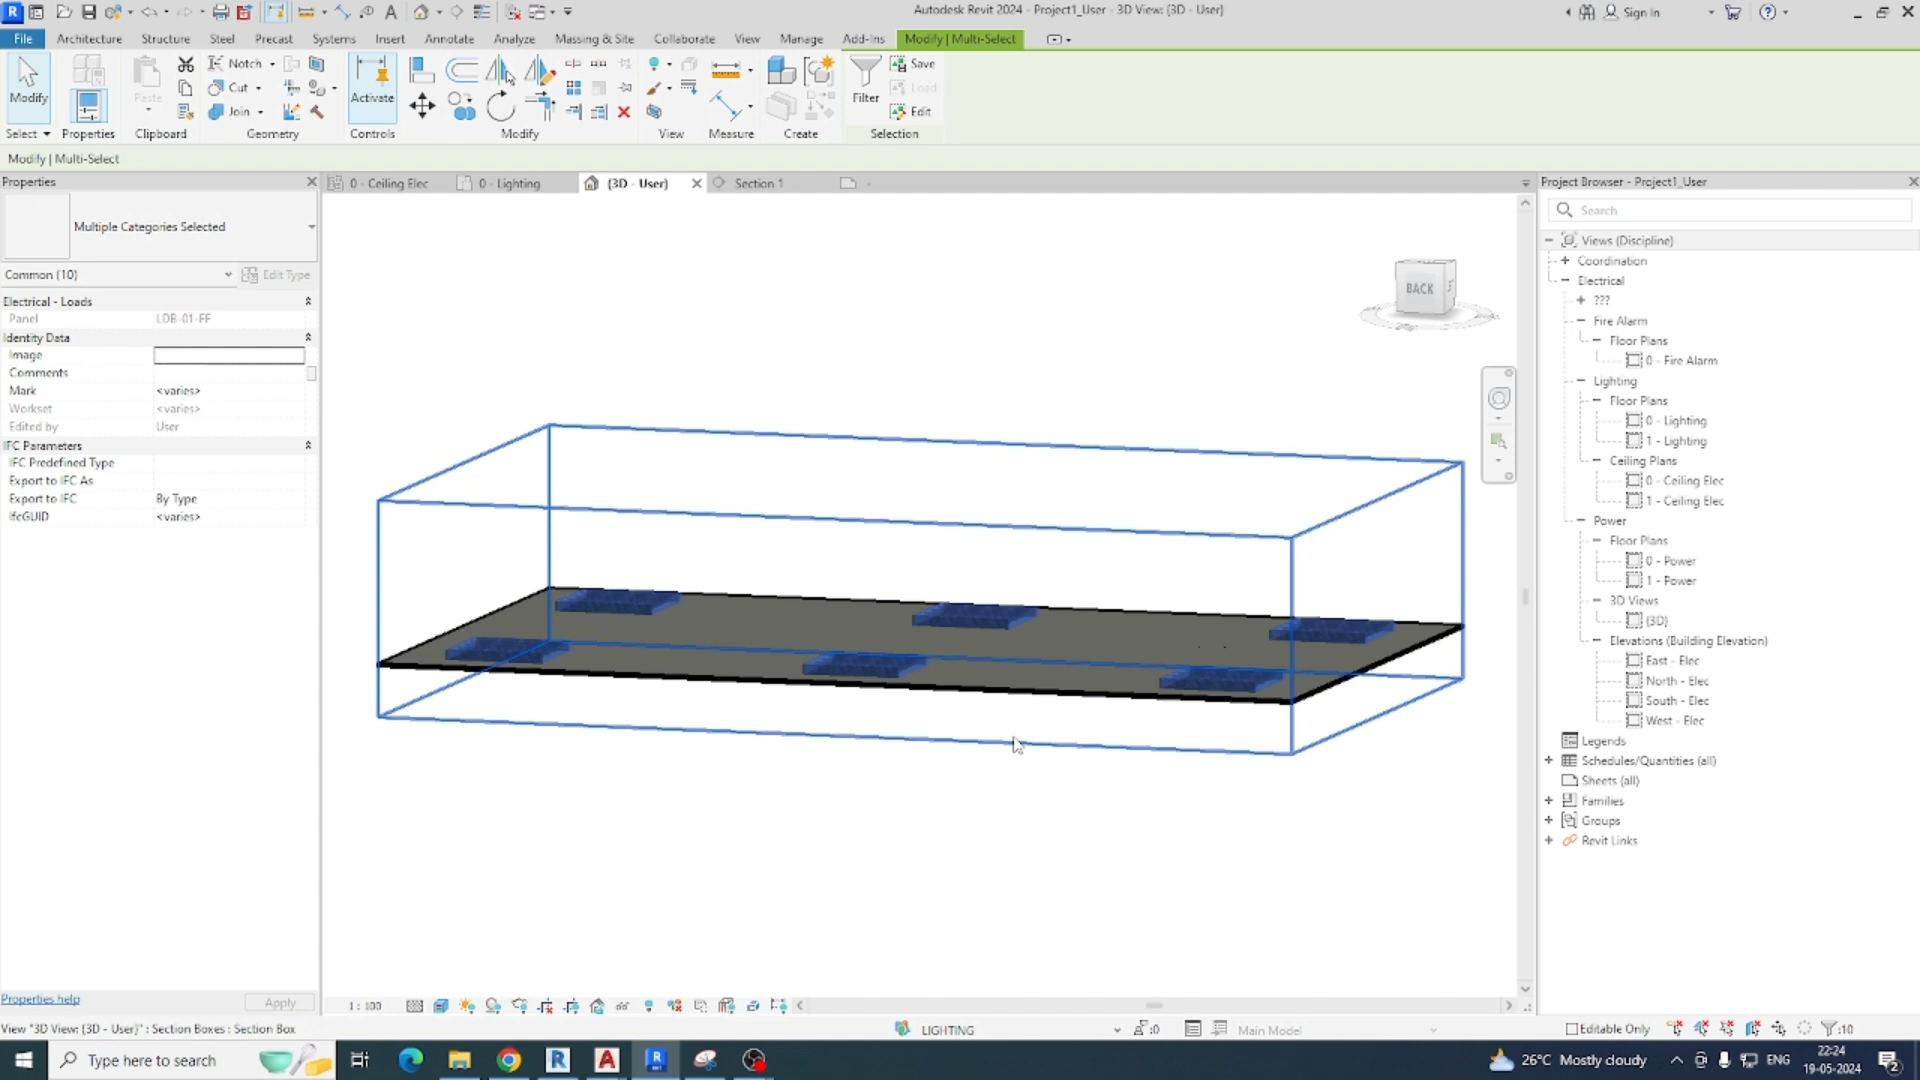 Autodesk Revit 2024 - Project1_User - 3D View: {3D - User}
Sign In
File Architecture Structure Steel Precast Systems Insert Annotate Analyze Massing & Site Collaborate View Manage Add-Ins Modify | Multi-Select
Modify
Paste
Notch
Cut
Join
Activate
Filter
Save
Load
Edit
Select Properties Clipboard Geometry Controls Modify View Measure Create Selection
Modify | Multi-Select
Properties
Multiple Categories Selected
Common (10)
Edit Type
Electrical - Loads
Panel LDB-01-FF
Identity Data
Image
Comments
Mark <varies>
Workset <varies>
Edited by User
IFC Parameters
IFC Predefined Type
Export to IFC As
Export to IFC By Type
IfcGUID <varies>
Properties help
Apply
0 - Ceiling Elec
0 - Lighting
{3D - User}
Section 1
BACK
1 : 100
Project Browser - Project1_User
Search
Views (Discipline)
Coordination
Electrical
???
Fire Alarm
Floor Plans
0 - Fire Alarm
Lighting
Floor Plans
0 - Lighting
1 - Lighting
Ceiling Plans
0 - Ceiling Elec
1 - Ceiling Elec
Power
Floor Plans
0 - Power
1 - Power
3D Views
{3D}
Elevations (Building Elevation)
East - Elec
North - Elec
South - Elec
West - Elec
Legends
Schedules/Quantities (all)
Sheets (all)
Families
Groups
Revit Links
View "3D View: {3D - User}" : Section Boxes : Section Box
LIGHTING
:0
Main Model
Editable Only
:10
Type here to search
26°C Mostly cloudy
ENG
22:24
19-05-2024
2